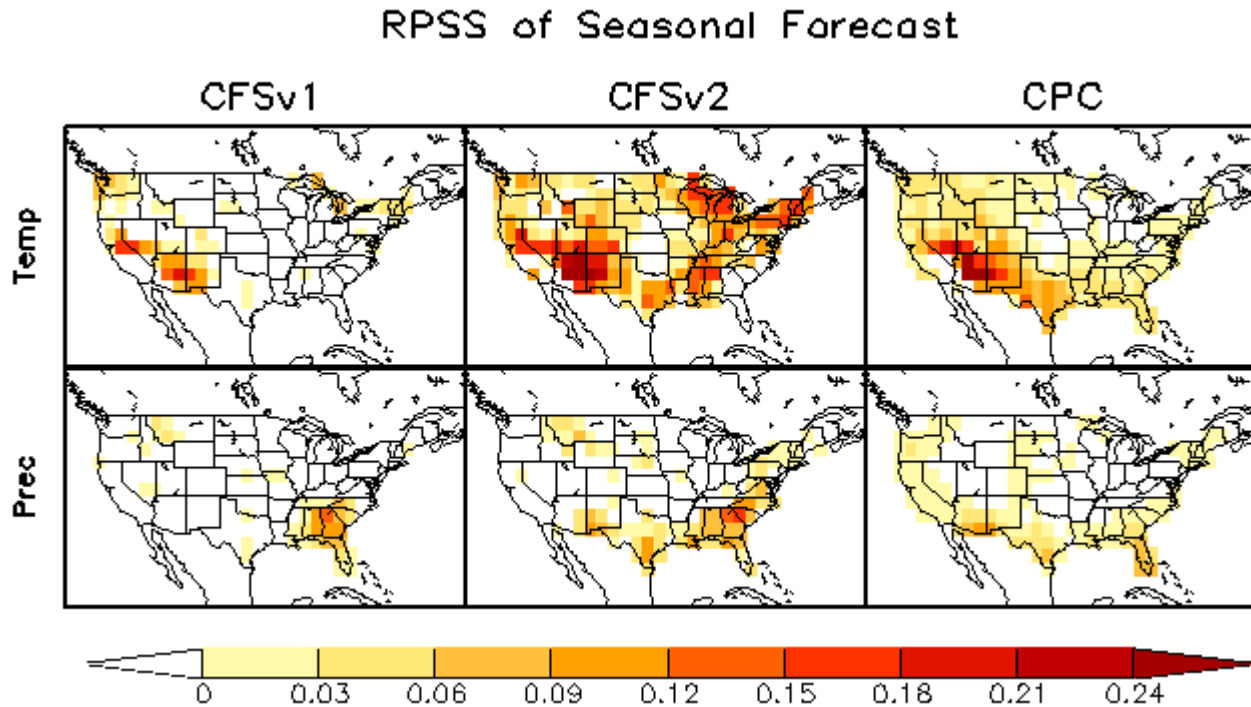 RPSS of Seasonal Forecast
CFSv1 CFSv2 CPC
Temp
Prec
0 0.03 0.06 0.09 0.12 0.15 0.18 0.21 0.24